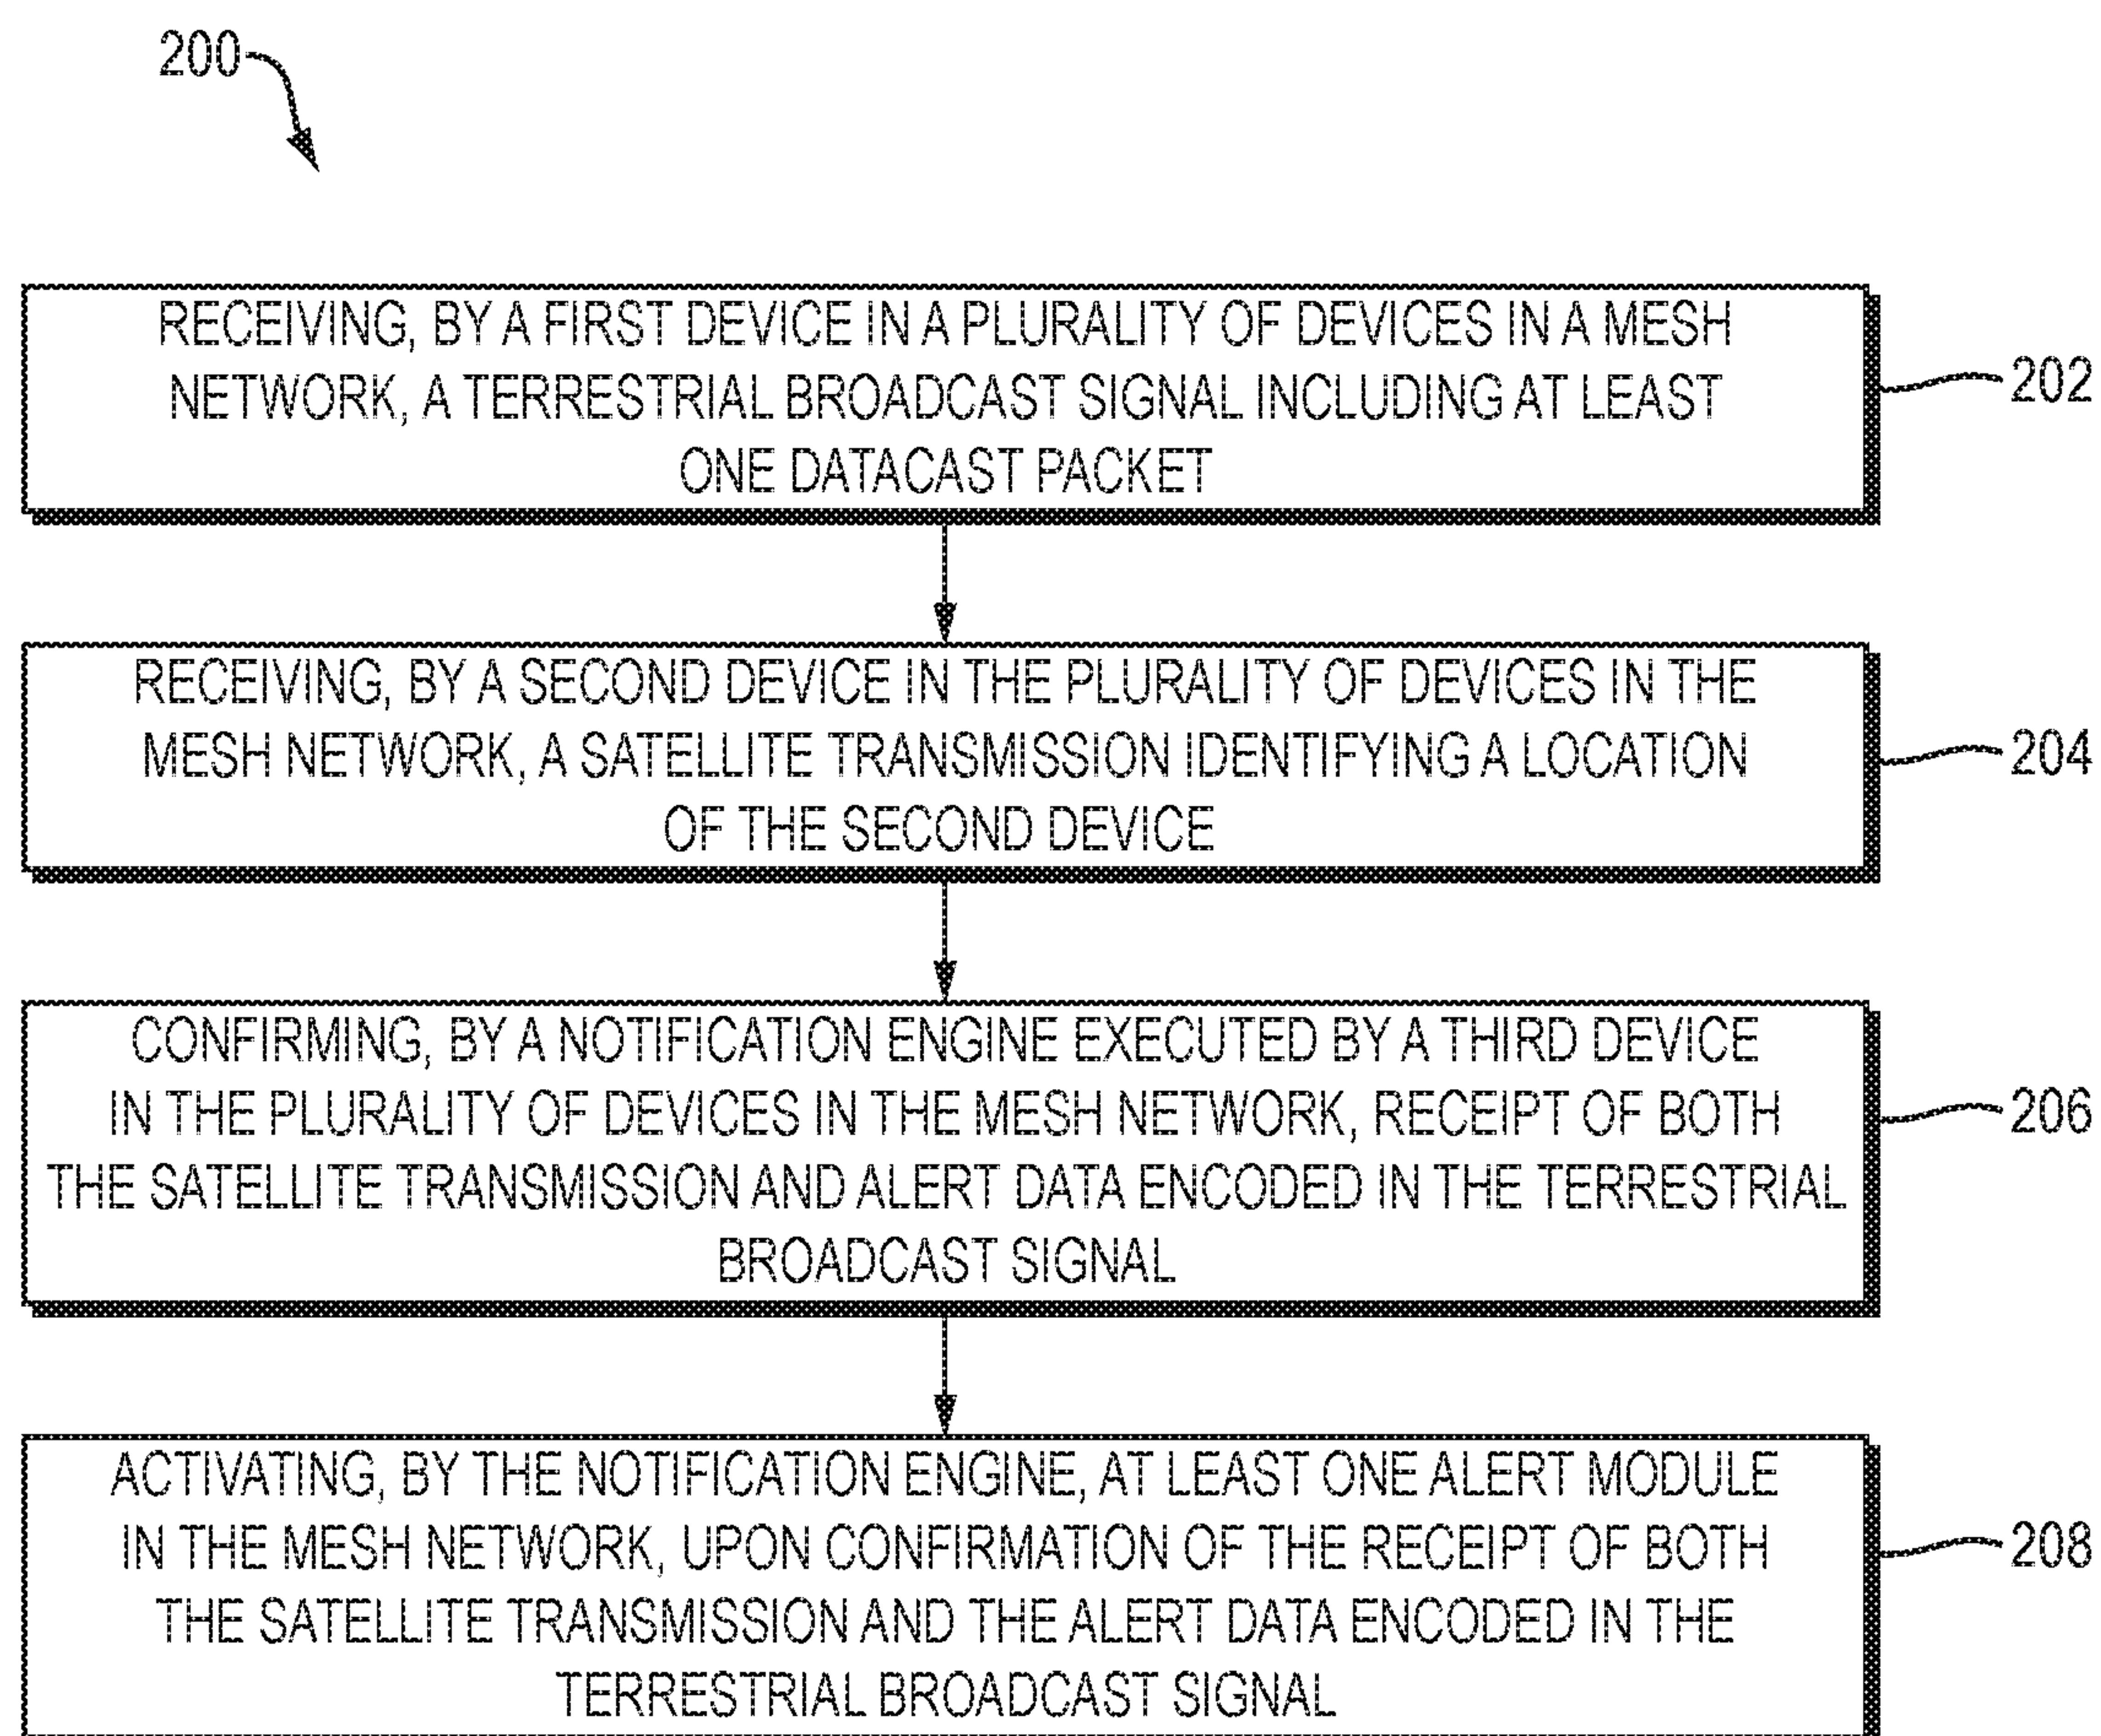 200
RECEIVING, BY A FIRST DEVICE IN A PLURALITY OF DEVICES IN A MESH
NETWORK, A TERRESTRIAL BROADCAST SIGNAL INCLUDING AT LEAST
ONE DATACAST PACKET
202
RECEIVING, BY A SECOND DEVICE IN THE PLURALITY OF DEVICES IN THE
MESH NETWORK, A SATELLITE TRANSMISSION IDENTIFYING A LOCATION
OF THE SECOND DEVICE
204
CONFIRMING, BY A NOTIFICATION ENGINE EXECUTED BY A THIRD DEVICE
IN THE PLURALITY OF DEVICES IN THE MESH NETWORK, RECEIPT OF BOTH
THE SATELLITE TRANSMISSION AND ALERT DATA ENCODED IN THE TERRESTRIAL
BROADCAST SIGNAL
206
ACTIVATING, BY THE NOTIFICATION ENGINE, AT LEAST ONE ALERT MODULE
IN THE MESH NETWORK, UPON CONFIRMATION OF THE RECEIPT OF BOTH
THE SATELLITE TRANSMISSION AND THE ALERT DATA ENCODED IN THE
TERRESTRIAL BROADCAST SIGNAL
208